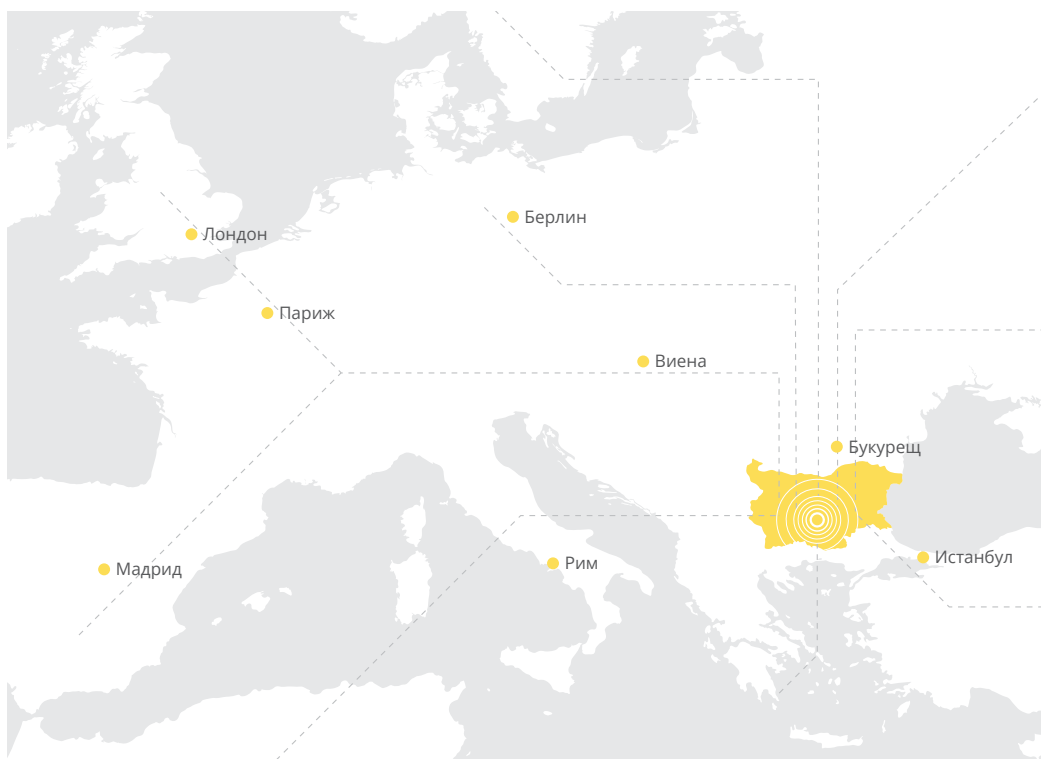 Берлин
Лондон
Париж
Виена
Букурещ
Истанбул
Рим
Мадрид